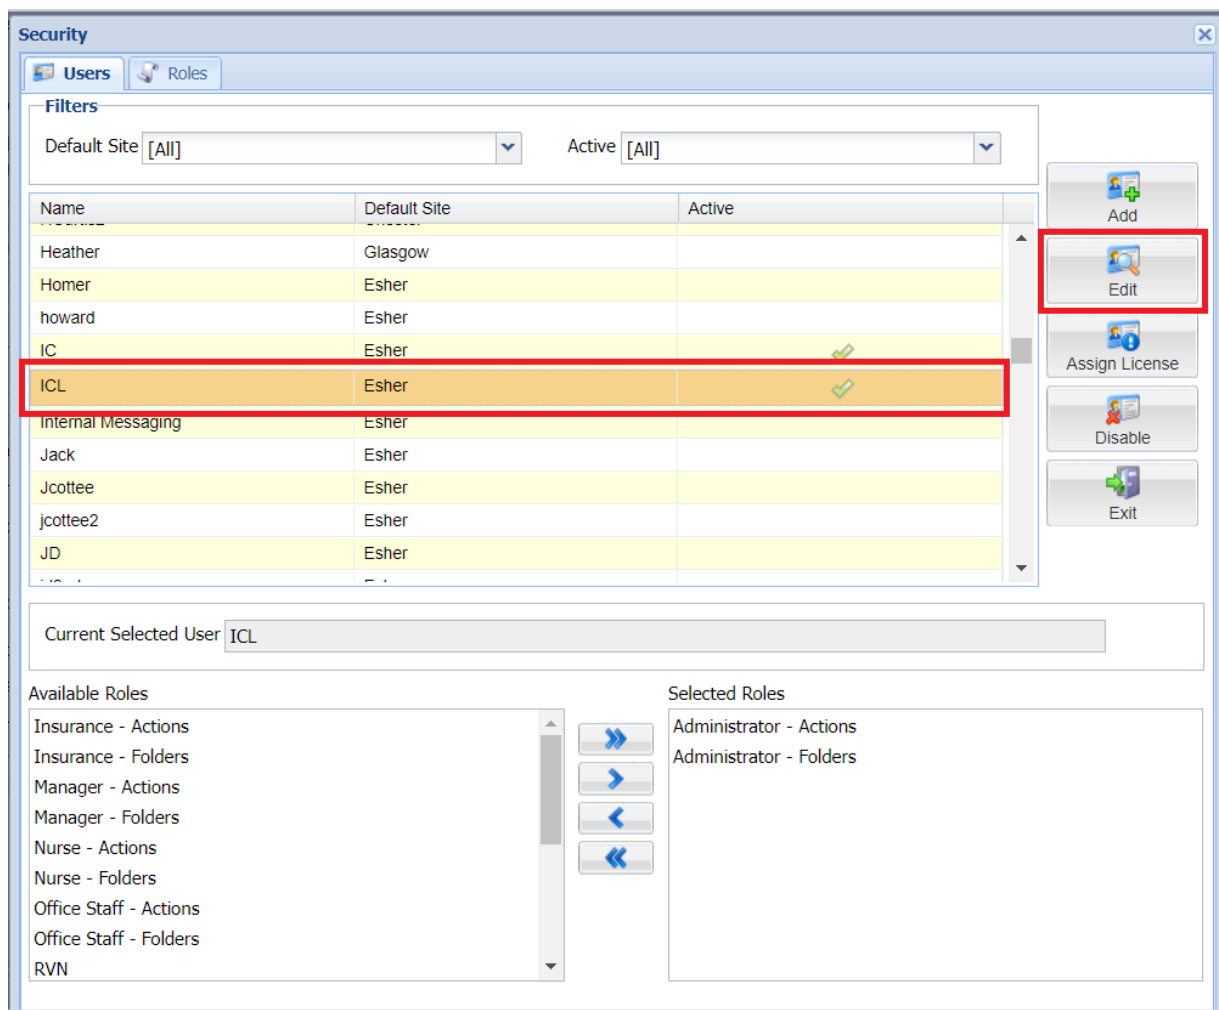 Security
Users Roles
Filters
Default Site [All] Active [All]
Name Default Site Active
Heather Glasgow
Homer Esher
howard Esher
IC Esher
ICL Esher
Internal Messaging Esher
Jack Esher
Jcottee Esher
jcottee2 Esher
JD Esher
Add
Edit
Assign License
Disable
Exit
Current Selected User ICL
Available Roles
Insurance - Actions
Insurance - Folders
Manager - Actions
Manager - Folders
Nurse - Actions
Nurse - Folders
Office Staff - Actions
Office Staff - Folders
RVN
Selected Roles
Administrator - Actions
Administrator - Folders